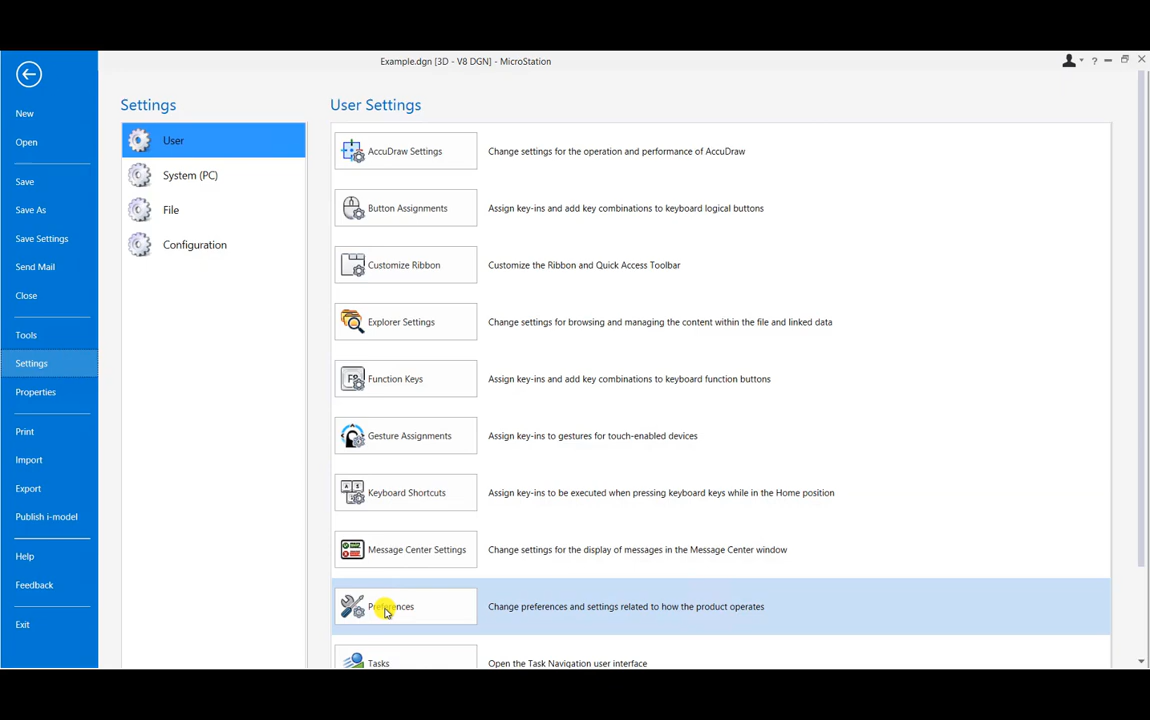 Example.dgn [3D - V8 DGN] - MicroStation
?
New
Open
Save
Save As
Save Settings
Send Mail
Close
Tools
Settings
Properties
Print
Import
Export
Publish i-model
Help
Feedback
Exit
Settings
User
System (PC)
File
Configuration
User Settings
AccuDraw Settings Change settings for the operation and performance of AccuDraw
Button Assignments Assign key-ins and add key combinations to keyboard logical buttons
Customize Ribbon Customize the Ribbon and Quick Access Toolbar
Explorer Settings Change settings for browsing and managing the content within the file and linked data
Function Keys Assign key-ins and add key combinations to keyboard function buttons
Gesture Assignments Assign key-ins to gestures for touch-enabled devices
Keyboard Shortcuts Assign key-ins to be executed when pressing keyboard keys while in the Home position
Message Center Settings Change settings for the display of messages in the Message Center window
Preferences Change preferences and settings related to how the product operates
Tasks Open the Task Navigation user interface